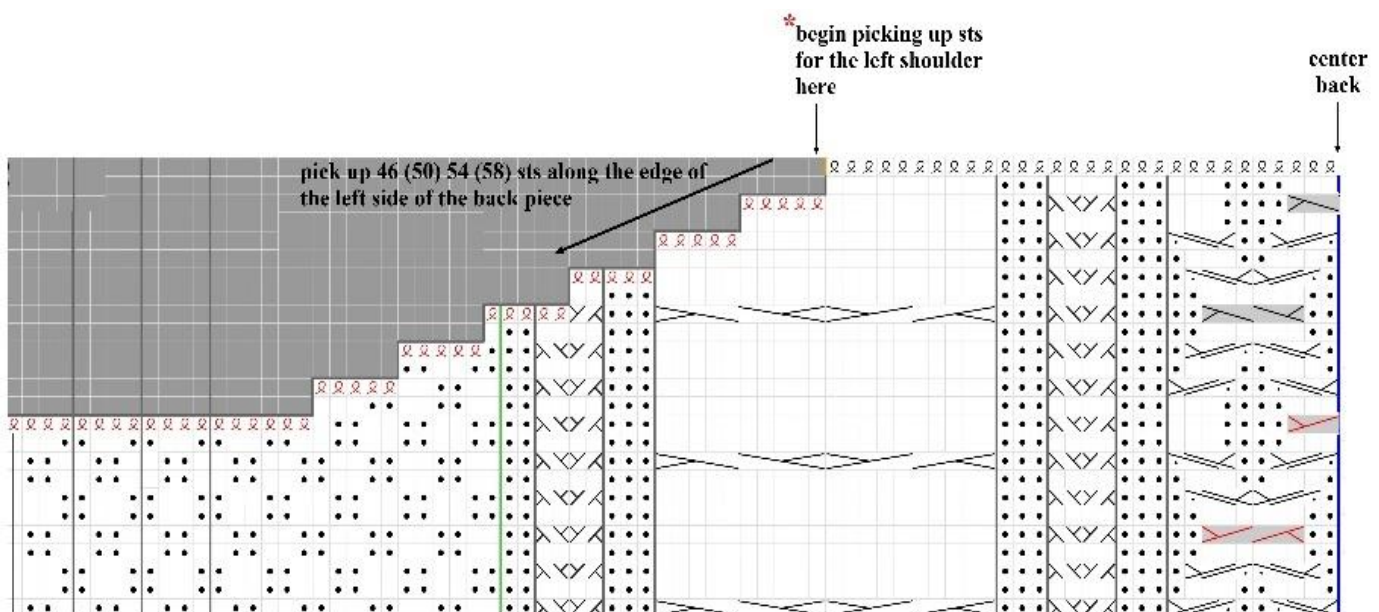 *begin picking up sts
for the left shoulder
here
center
back
pick up 46 (50) 54 (58) sts along the edge of
the left side of the back piece